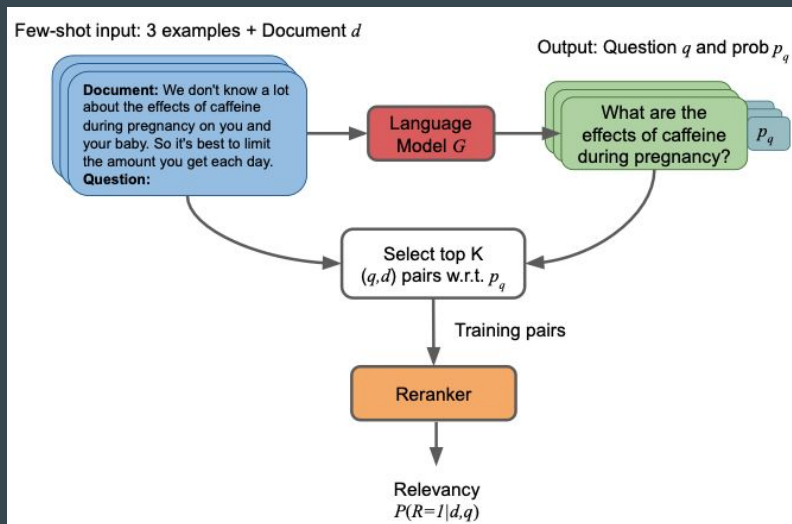 Few-shot input: 3 examples + Document d
Output: Question q and prob p_q
Document: We don't know a lot
about the effects of caffeine
during pregnancy on you and
your baby. So it's best to limit
the amount you get each day.
Question:
Language
Model G
What are the
effects of caffeine
during pregnancy?
p_q
Select top K
(q,d) pairs w.r.t. p_q
Training pairs
Reranker
Relevancy
P(R=1|d,q)